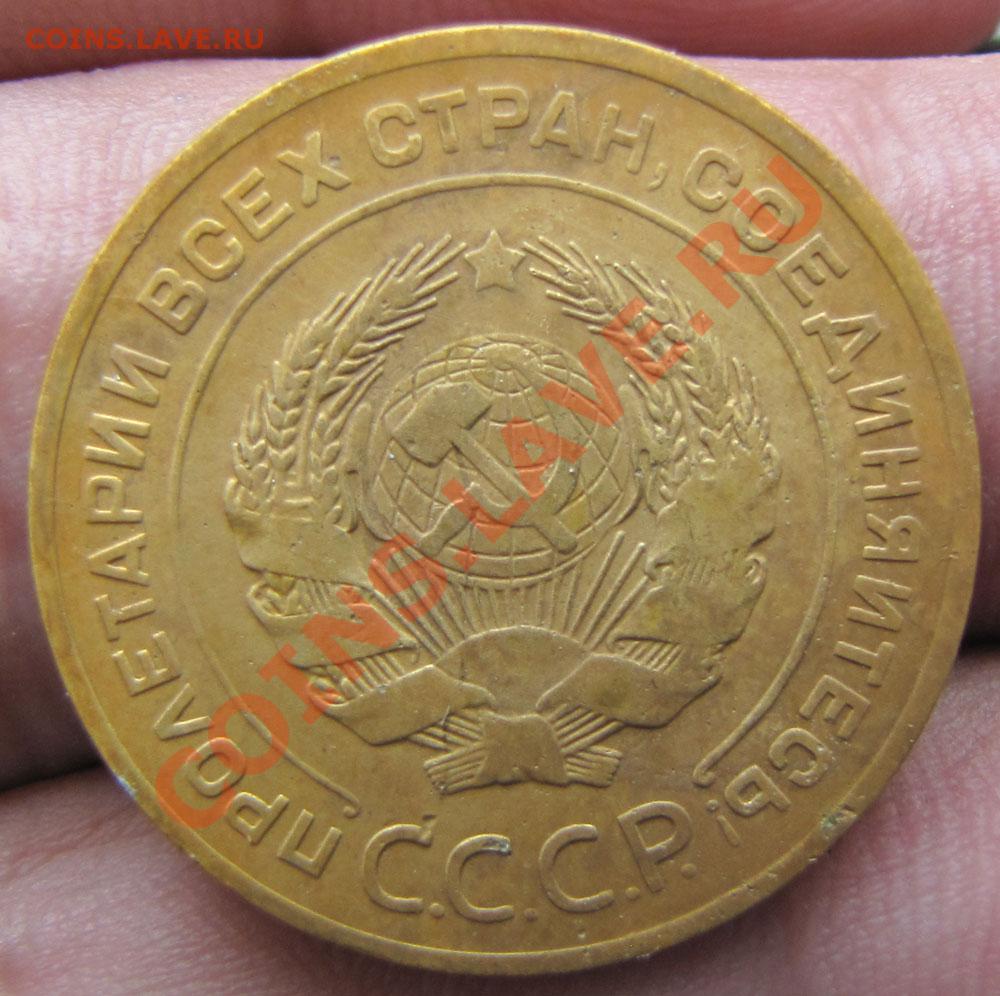 COINS.LAVE.RU
ПРОЛЕТАРИИ ВСЕХ СТРАН, СОЕДИНЯЙТЕСЬ!
С.С.С.Р.
COINS.LAVE.RU